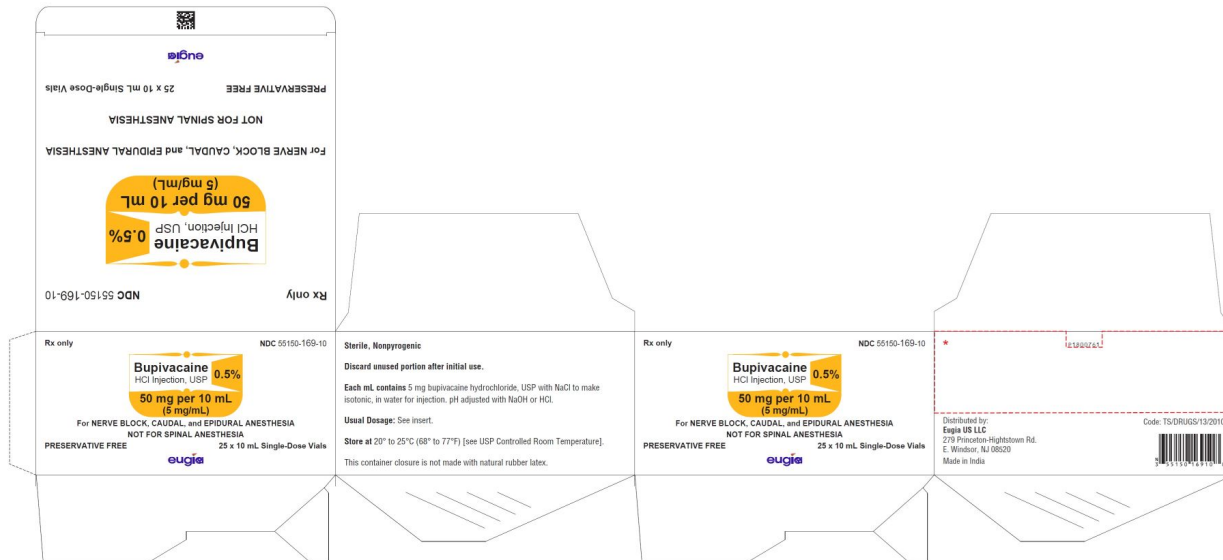 eugia
PRESERVATIVE FREE 25 x 10 mL Single-Dose Vials
NOT FOR SPINAL ANESTHESIA
For NERVE BLOCK, CAUDAL, and EPIDURAL ANESTHESIA
50 mg per 10 mL
(5 mg/mL)
Bupivacaine
HCl Injection, USP
0.5%
Rx only NDC 55150-169-10
Rx only NDC 55150-169-10
Bupivacaine
HCl Injection, USP
0.5%
50 mg per 10 mL
(5 mg/mL)
For NERVE BLOCK, CAUDAL, and EPIDURAL ANESTHESIA
NOT FOR SPINAL ANESTHESIA
PRESERVATIVE FREE 25 x 10 mL Single-Dose Vials
eugia
Sterile, Nonpyrogenic
Discard unused portion after initial use.
Each mL contains 5 mg bupivacaine hydrochloride, USP with NaCl to make
isotonic, in water for injection. pH adjusted with NaOH or HCl.
Usual Dosage: See insert.
Store at 20° to 25°C (68° to 77°F) [see USP Controlled Room Temperature].
This container closure is not made with natural rubber latex.
Rx only NDC 55150-169-10
Bupivacaine
HCl Injection, USP
0.5%
50 mg per 10 mL
(5 mg/mL)
For NERVE BLOCK, CAUDAL, and EPIDURAL ANESTHESIA
NOT FOR SPINAL ANESTHESIA
PRESERVATIVE FREE 25 x 10 mL Single-Dose Vials
eugia
*
Distributed by:
Eugia US LLC
279 Princeton-Hightstown Rd.
E. Windsor, NJ 08520
Made in India
Code: TS/DRUGS/13/2010
55150 16910